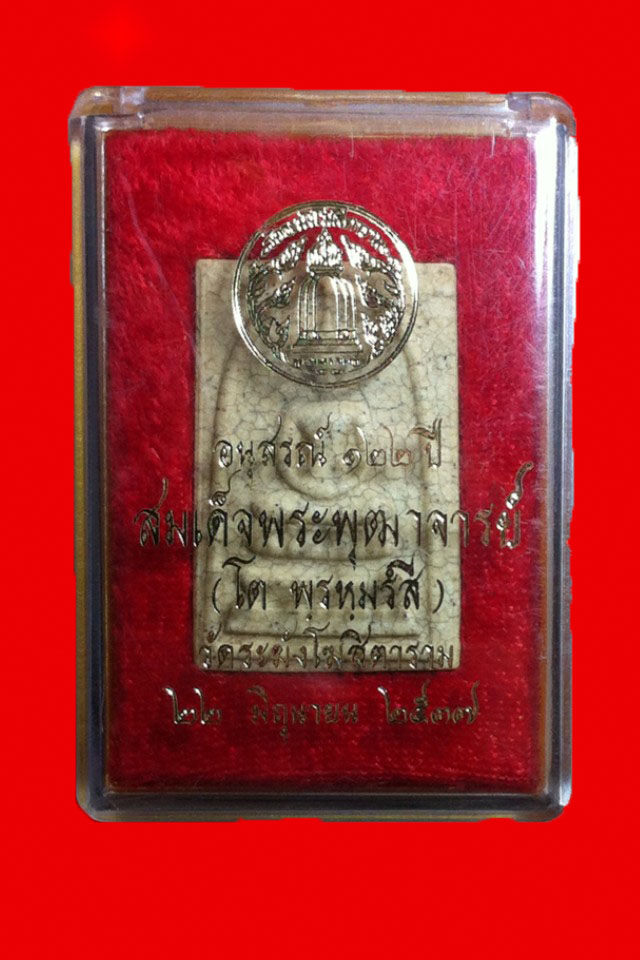 อนุสรณ์ ๑๒๒ ปี
สมเด็จพระพุฒาจารย์
(โต พฺรหฺมรํสี)
วัดระฆังโฆสิตาราม
๒๒ มิถุนายน ๒๕๓๗